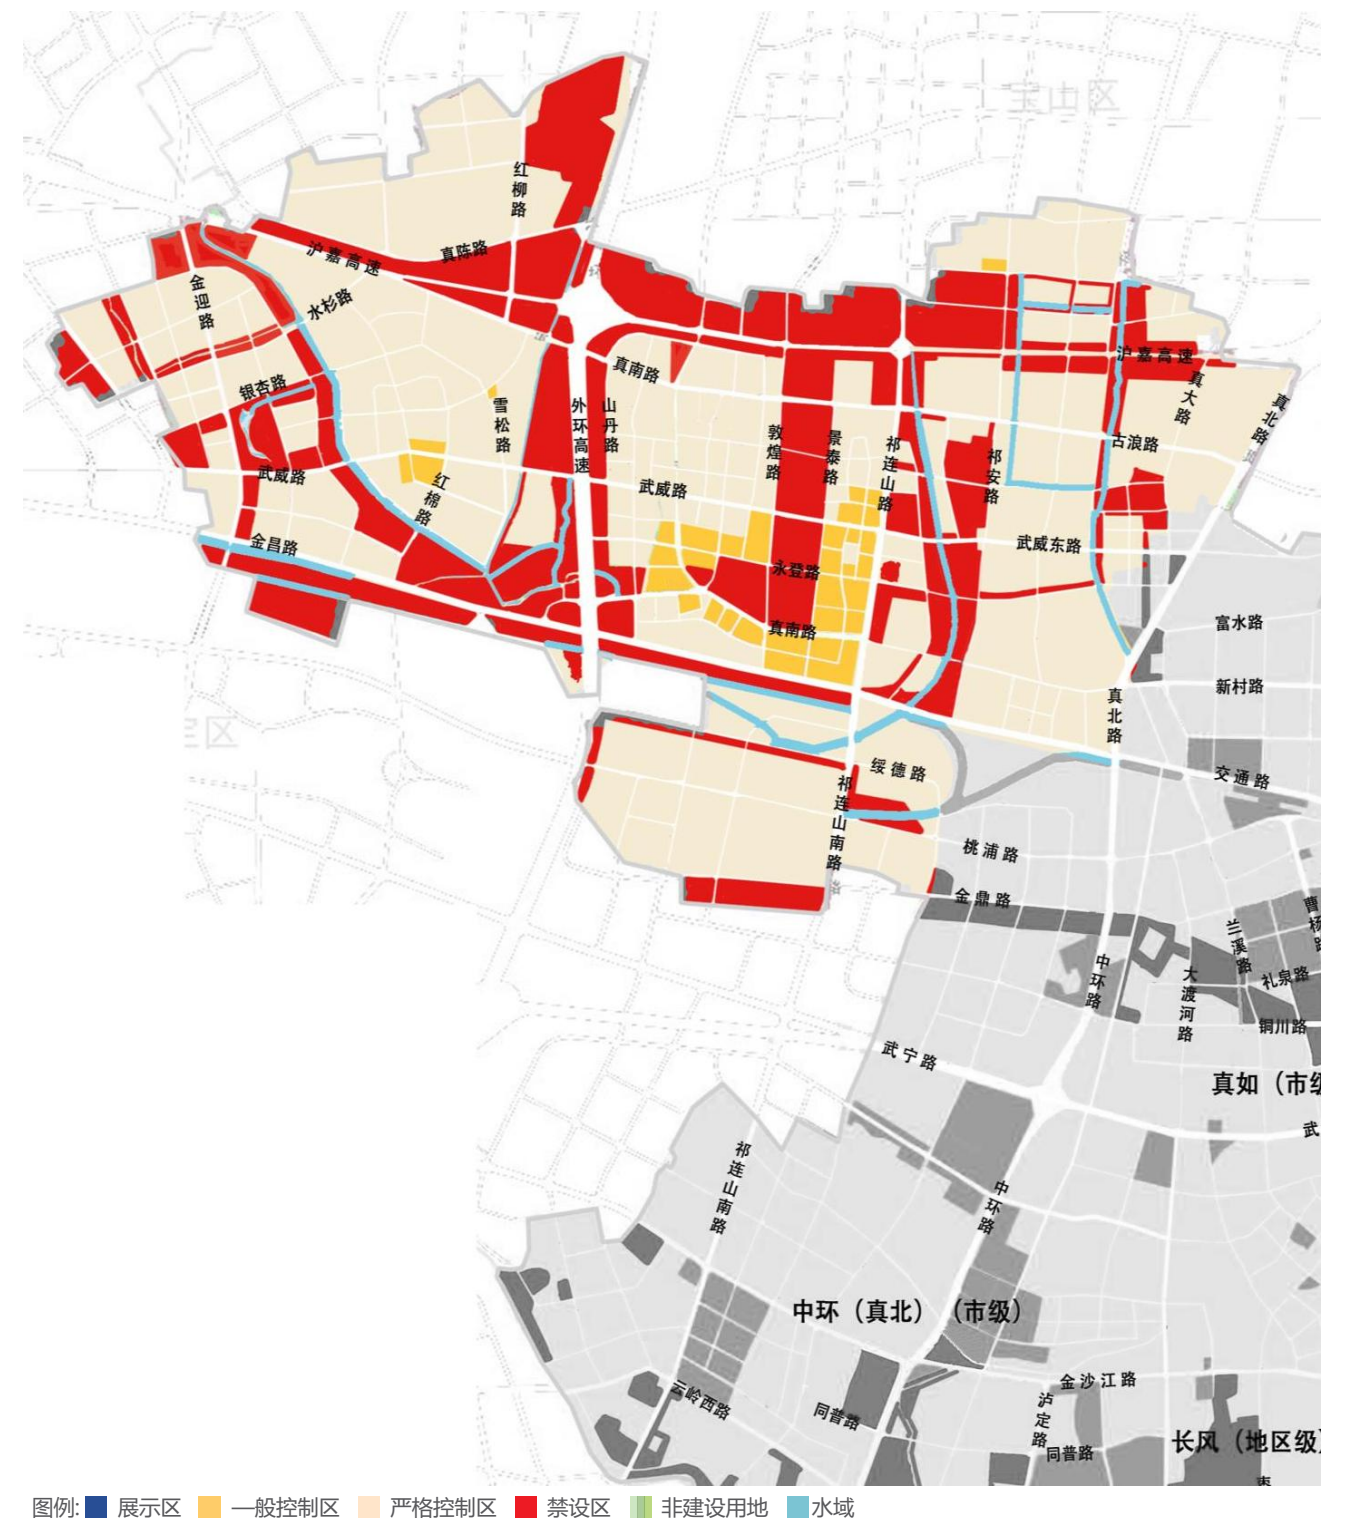 宝山区
红柳路
真陈路
沪嘉高速
金迎路
水杉路
沪嘉高速
真南路
真大路
银杏路
雪松路
外环高速
山丹路
真北路
敦煌路
景泰路
祁连山路
祁安路
古浪路
武威路
红棉路
武威路
金昌路
武威东路
永登路
真南路
富水路
新村路
真北路
绥德路
交通路
祁连山南路
桃浦路
金鼎路
曹杨路
兰溪路
中环路
大渡河路
礼泉路
铜川路
武宁路
真如（市级
武
祁连山南路
中环路
中环（真北）（市级）
金沙江路
云岭西路
同普路
泸定路
同普路
长风（地区级）
枣
图例: 展示区 一般控制区 严格控制区 禁设区 非建设用地 水域